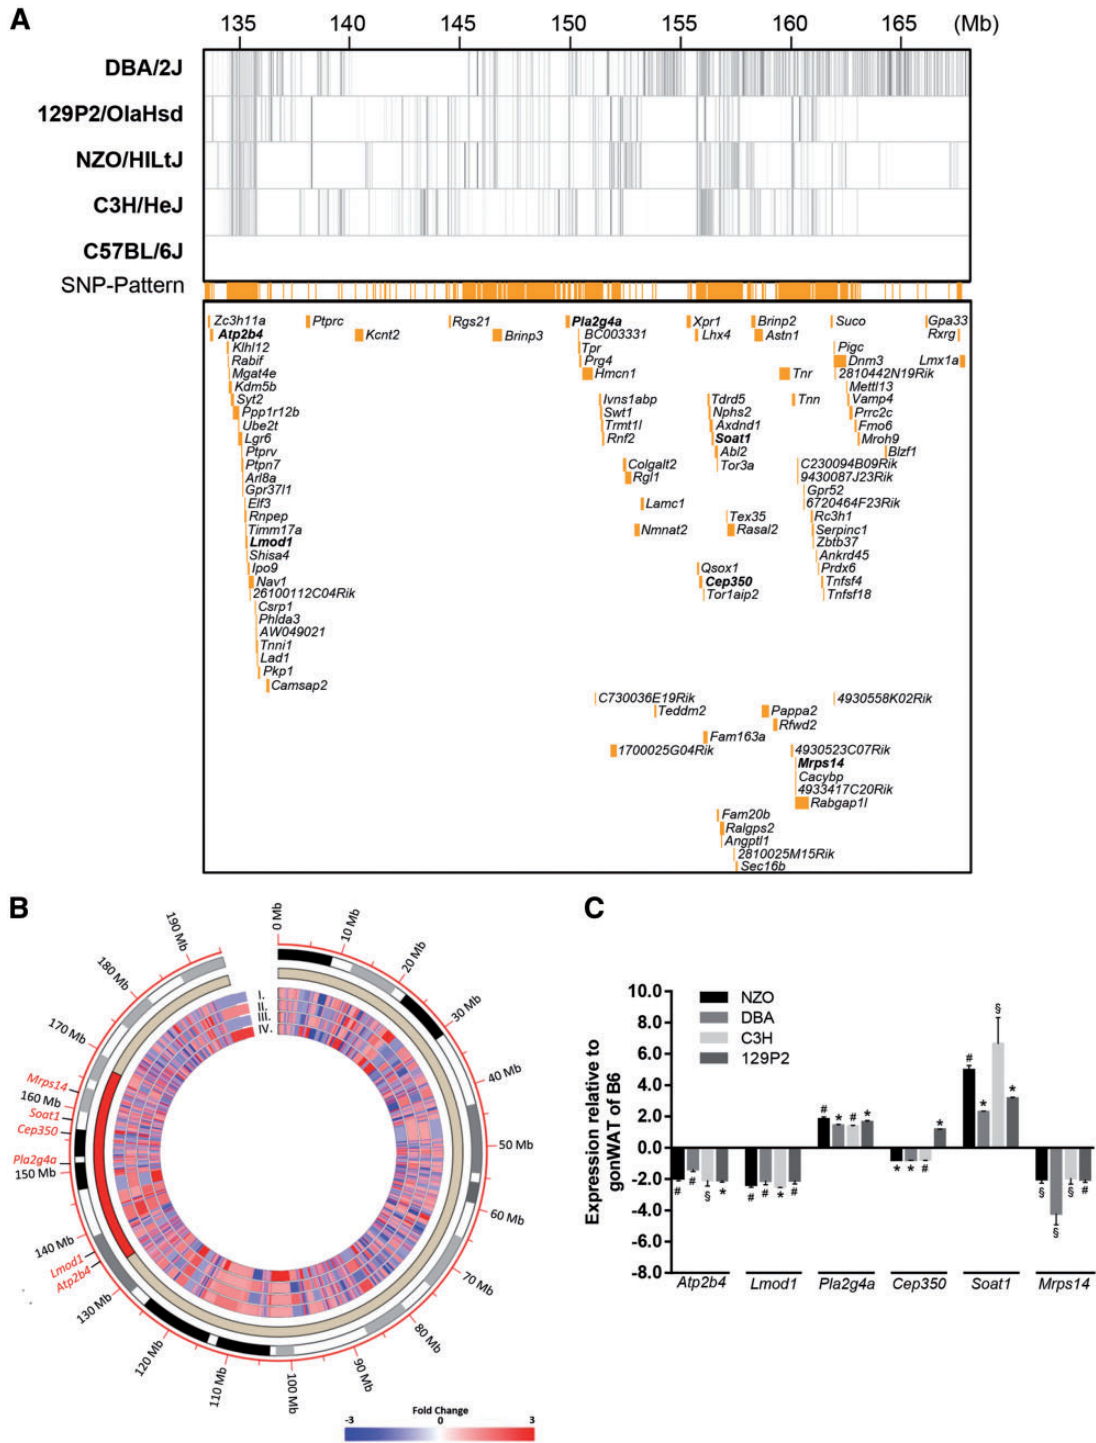 A
135 140 145 150 155 160 165 (Mb)
DBA/2J
129P2/OlaHsd
NZO/HILtJ
C3H/HeJ
C57BL/6J
SNP-Pattern
Zc3h11a Ptprc Rgs21 Pla2g4a Xpr1 Brinp2 Suco Gpa33
Atp2b4 Kcnt2 Brinp3 BC003331 Lhx4 Astn1 Rxrg
Klhl12 Tpr Pigc
Rabif Prg4 Dnm3 Lmx1a
Mgat4e Hmcn1 Tnr 2810442N19Rik
Kdm5b Mettl13
Syt2 Ivns1abp Tdrd5 Tnn Vamp4
Ppp1r12b Swt1 Nphs2 Prrc2c
Ube2t Trmt1l Axdnd1 Fmo6
Lgr6 Rnf2 Soat1 Mroh9
Ptprv Abl2 Blzf1
Ptpn7 Colgalt2 Tor3a C230094B09Rik
Arl8a Rgl1 9430087J23Rik
Gpr37l1 Gpr52
Elf3 Lamc1 6720464F23Rik
Rnpep Tex35 Rc3h1
Timm17a Nmnat2 Rasal2 Serpinc1
Lmod1 Zbtb37
Shisa4 Ankrd45
Ipo9 Qsox1 Prdx6
Nav1 Cep350 Tnfsf4
26100112C04Rik Tor1aip2 Tnfsf18
Csrp1
Phlda3
AW049021
Tnni1
Lad1
Pkp1
Camsap2
C730036E19Rik 4930558K02Rik
Teddm2 Pappa2
Rfwd2
Fam163a
1700025G04Rik 4930523C07Rik
Mrps14
Cacybp
4933417C20Rik
Rabgap1l
Fam20b
Ralgps2
Angptl1
2810025M15Rik
Sec16b
B
0 Mb
10 Mb
20 Mb
30 Mb
40 Mb
50 Mb
60 Mb
70 Mb
80 Mb
90 Mb
100 Mb
110 Mb
120 Mb
130 Mb
Atp2b4
Lmod1
140 Mb
150 Mb
Pla2g4a
Cep350
Soat1
160 Mb
Mrps14
170 Mb
180 Mb
190 Mb
I.
II.
III.
IV.
Fold Change
-3 0 3
C
Expression relative to
gonWAT of B6
10.0
8.0
6.0
4.0
2.0
0.0
-2.0
-4.0
-6.0
-8.0
NZO
DBA
C3H
129P2
# # § *
# # * #
# * # *
* * # *
# * § *
§ § § #
Atp2b4 Lmod1 Pla2g4a Cep350 Soat1 Mrps14